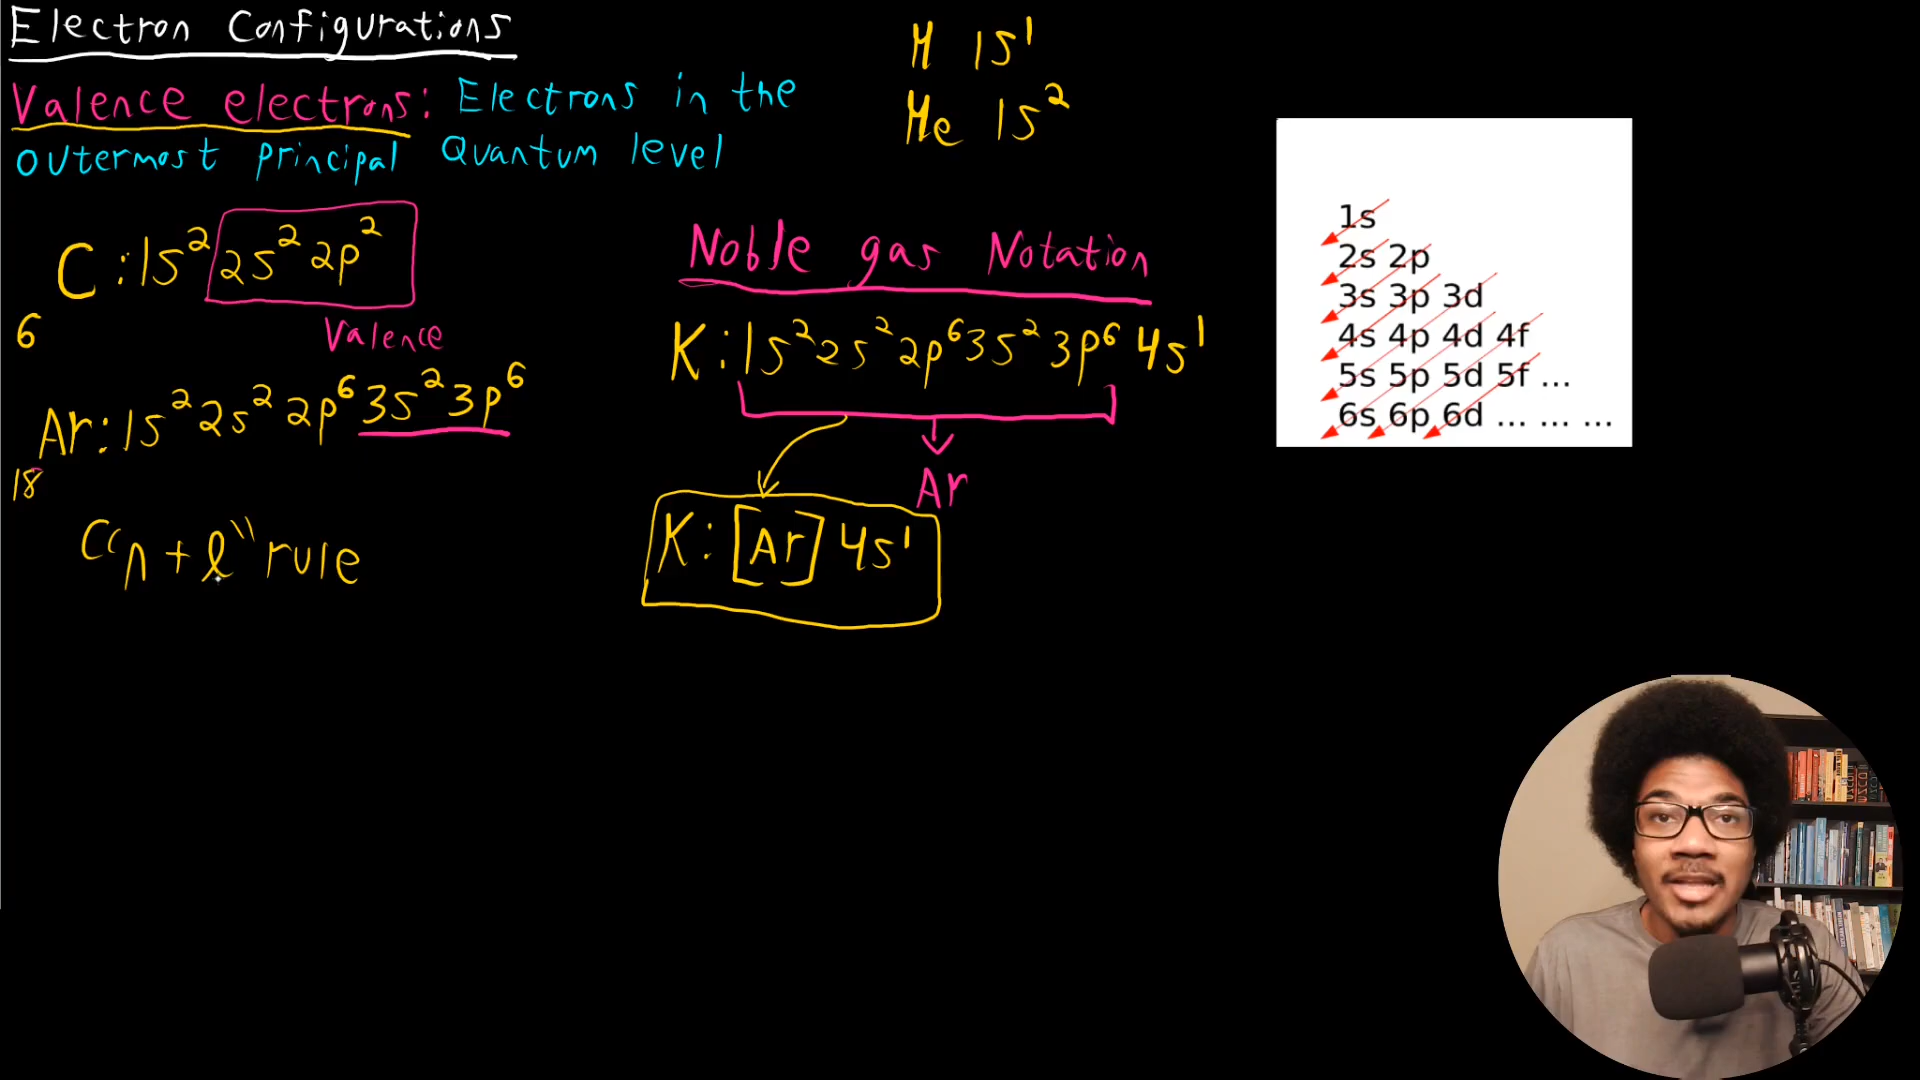 Electron Configurations
Valence electrons: Electrons in the
outermost principal Quantum level
H 1s¹
He 1s²
C: 1s² 2s² 2p²
6
Valence
Ar: 1s² 2s² 2p⁶ 3s² 3p⁶
18
"n + ℓ" rule
Noble gas Notation
K: 1s² 2s² 2p⁶ 3s² 3p⁶ 4s¹
Ar
K: [Ar] 4s¹
1s
2s 2p
3s 3p 3d
4s 4p 4d 4f
5s 5p 5d 5f ...
6s 6p 6d ... ... ...